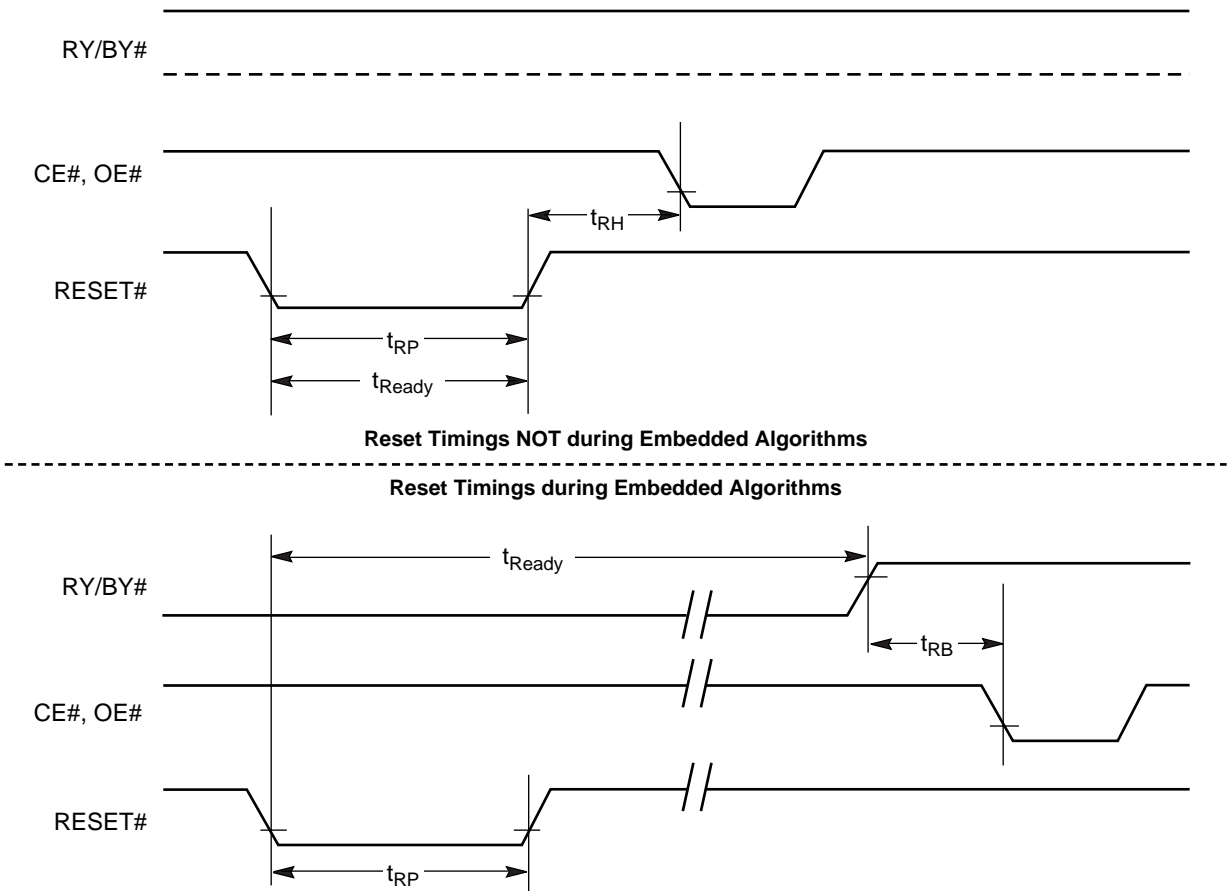 RY/BY#
CE#, OE#
tRH
RESET#
tRP
tReady
Reset Timings NOT during Embedded Algorithms
Reset Timings during Embedded Algorithms
tReady
RY/BY#
tRB
CE#, OE#
RESET#
tRP